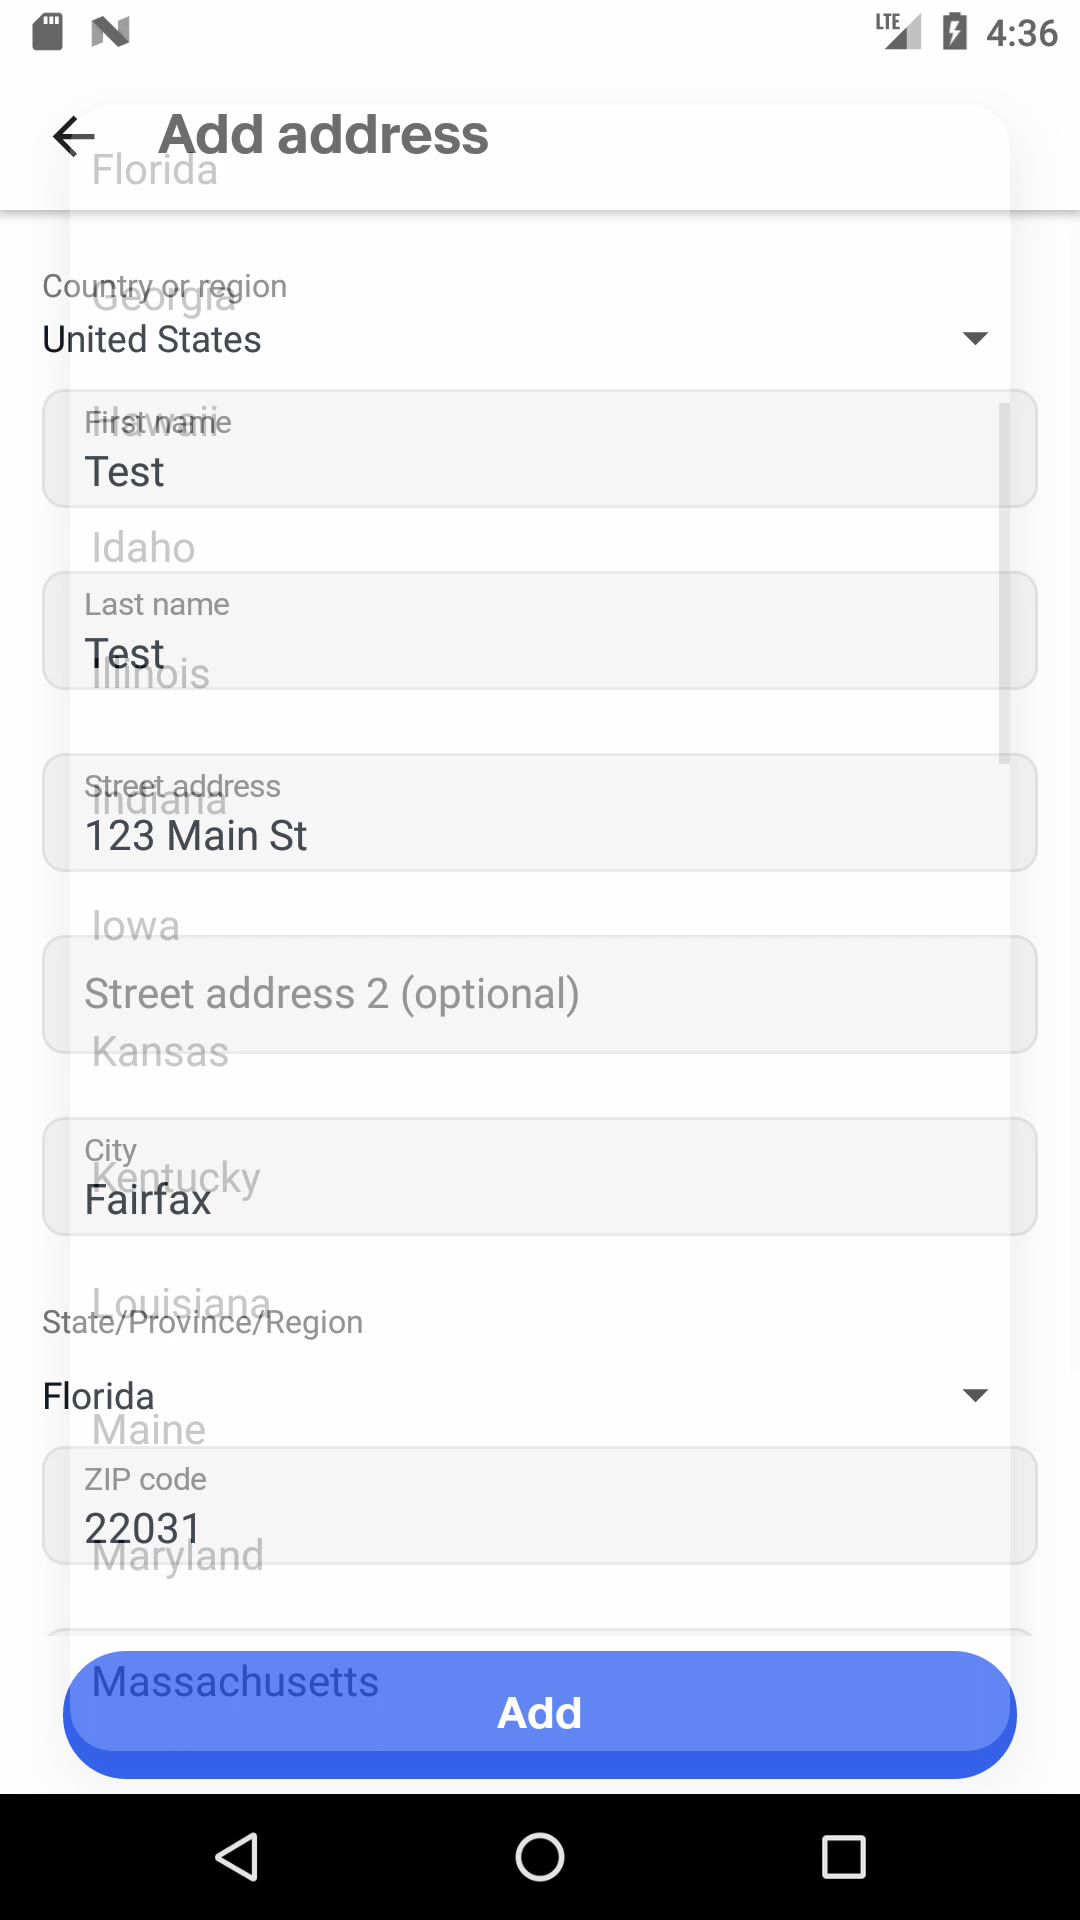 LTE 4:36
Add address
Florida
Country or region
Georgia
United States
First name
Hawaii
Test
Idaho
Last name
Test
Illinois
Street address
Indiana
123 Main St
Iowa
Street address 2 (optional)
Kansas
City
Kentucky
Fairfax
Louisiana
State/Province/Region
Florida
Maine
ZIP code
22031
Maryland
Massachusetts
Add